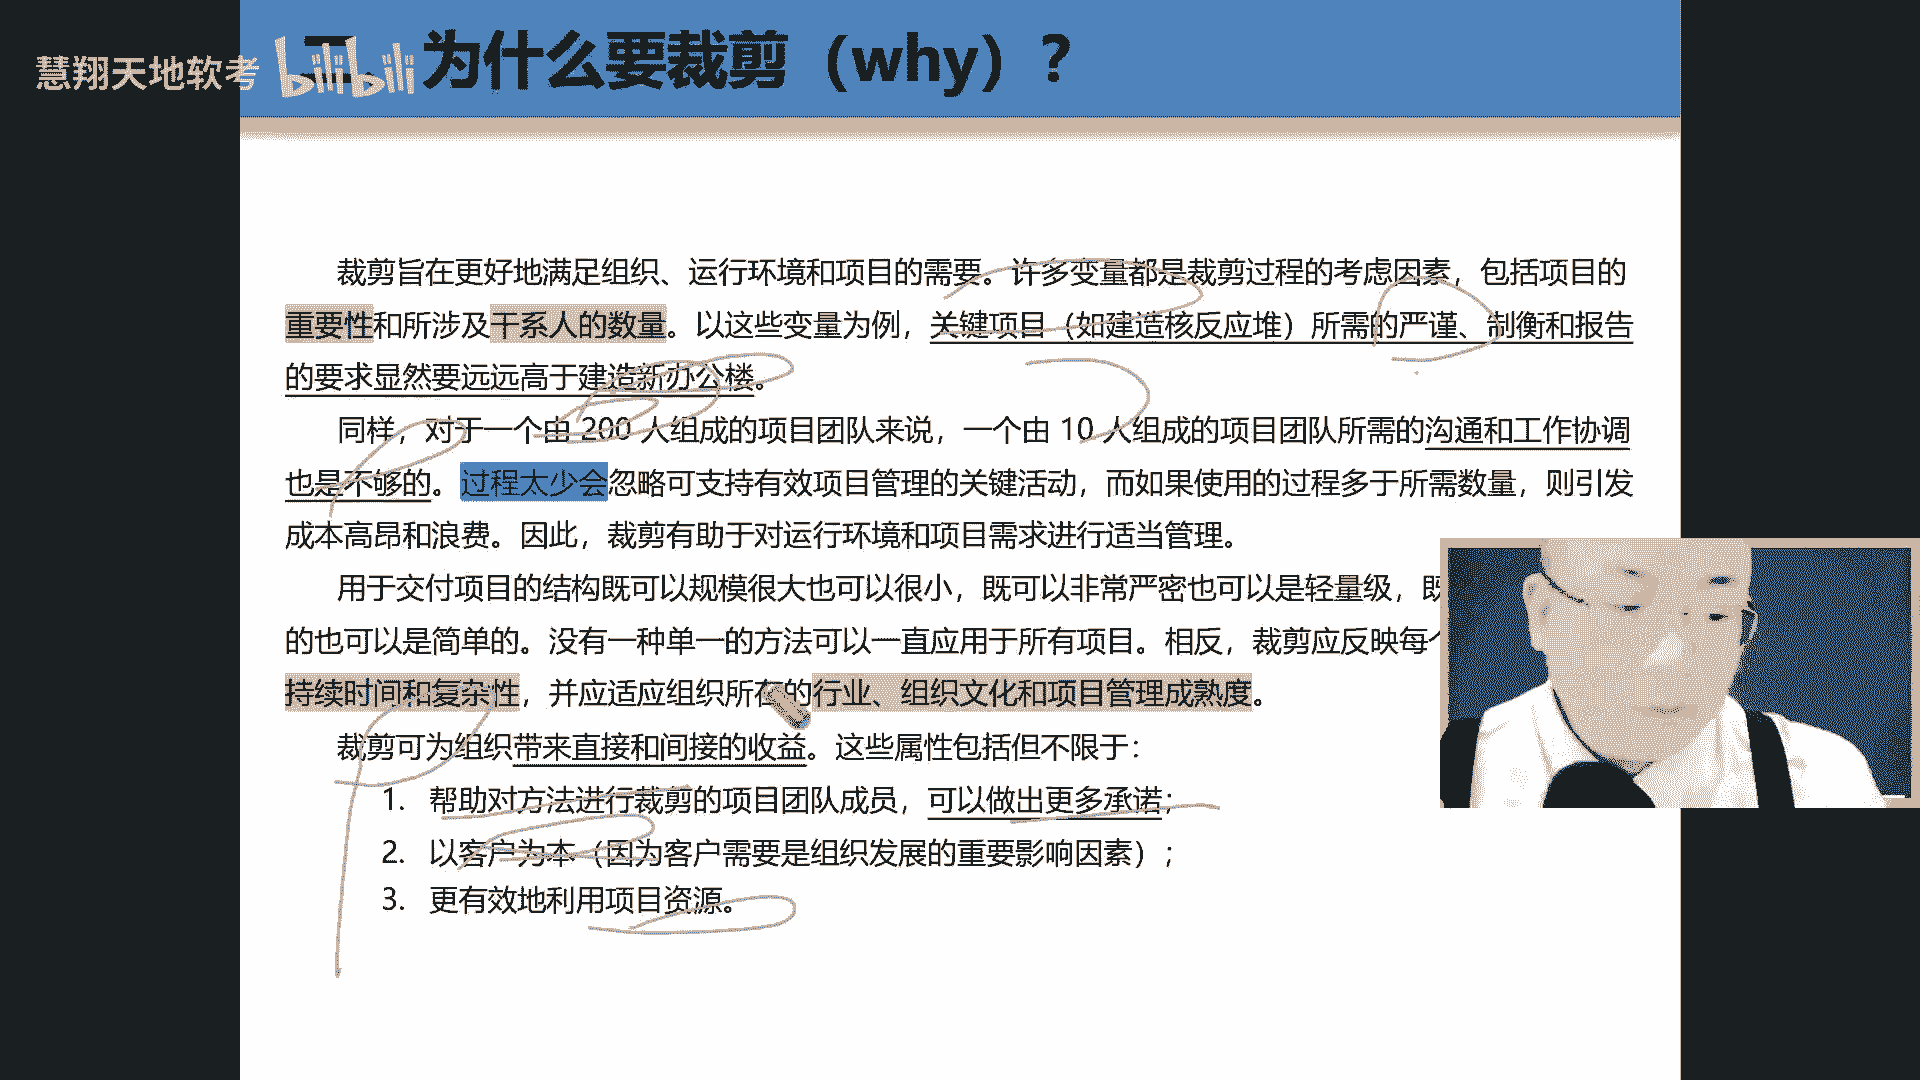 慧翔天地软考
bilibili
二、为什么要裁剪（why）？
裁剪旨在更好地满足组织、运行环境和项目的需要。许多变量都是裁剪过程的考虑因素，包括项目的
重要性和所涉及干系人的数量。以这些变量为例，关键项目（如建造核反应堆）所需的严谨、制衡和报告
的要求显然要远远高于建造新办公楼。
同样，对于一个由 200 人组成的项目团队来说，一个由 10 人组成的项目团队所需的沟通和工作协调
也是不够的。过程太少会忽略可支持有效项目管理的关键活动，而如果使用的过程多于所需数量，则引发
成本高昂和浪费。因此，裁剪有助于对运行环境和项目需求进行适当管理。
用于交付项目的结构既可以规模很大也可以很小，既可以非常严密也可以是轻量级，既
的也可以是简单的。没有一种单一的方法可以一直应用于所有项目。相反，裁剪应反映每个
持续时间和复杂性，并应适应组织所在的行业、组织文化和项目管理成熟度。
裁剪可为组织带来直接和间接的收益。这些属性包括但不限于：
1. 帮助对方法进行裁剪的项目团队成员，可以做出更多承诺；
2. 以客户为本（因为客户需要是组织发展的重要影响因素）；
3. 更有效地利用项目资源。